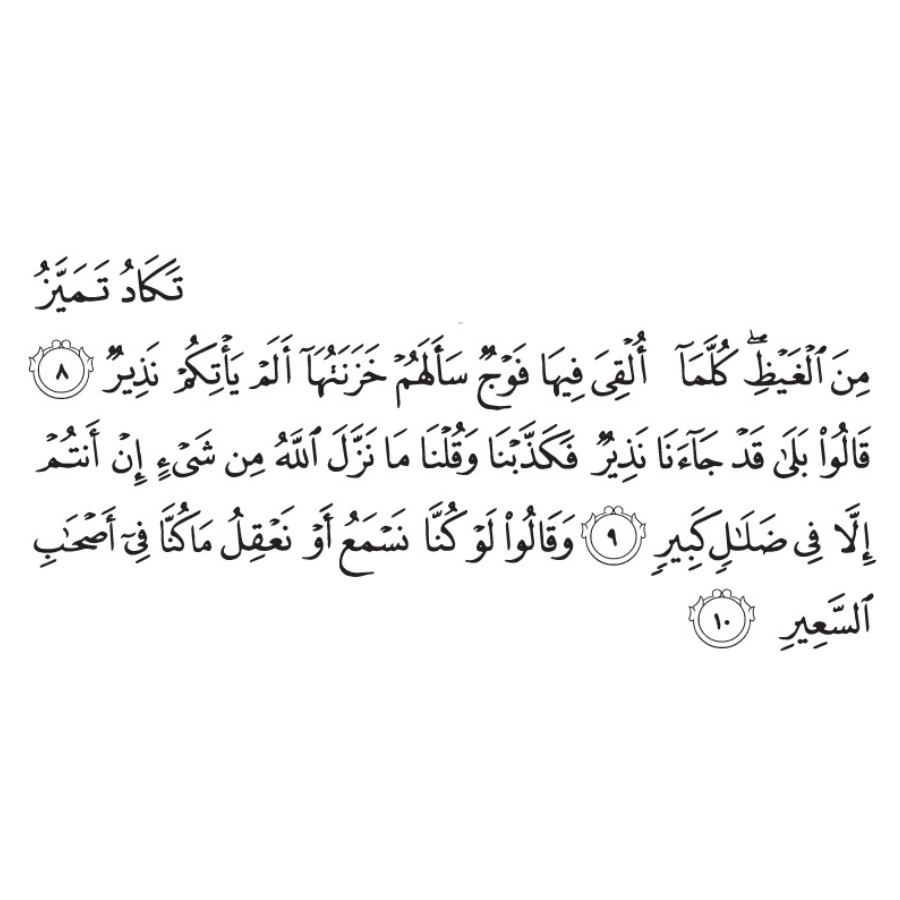 تَكَادُ تَمَيَّزُ
مِنَ ٱلْغَيْظِ ۖ كُلَّمَآ أُلْقِىَ فِيهَا فَوْجٌ سَأَلَهُمْ خَزَنَتُهَآ أَلَمْ يَأْتِكُمْ نَذِيرٌ ٨
قَالُوا۟ بَلَىٰ قَدْ جَآءَنَا نَذِيرٌ فَكَذَّبْنَا وَقُلْنَا مَا نَزَّلَ ٱللَّهُ مِن شَىْءٍ إِنْ أَنتُمْ
إِلَّا فِى ضَلَٰلٍ كَبِيرٍ ٩ وَقَالُوا۟ لَوْ كُنَّا نَسْمَعُ أَوْ نَعْقِلُ مَا كُنَّا فِىٓ أَصْحَٰبِ
ٱلسَّعِيرِ ١٠